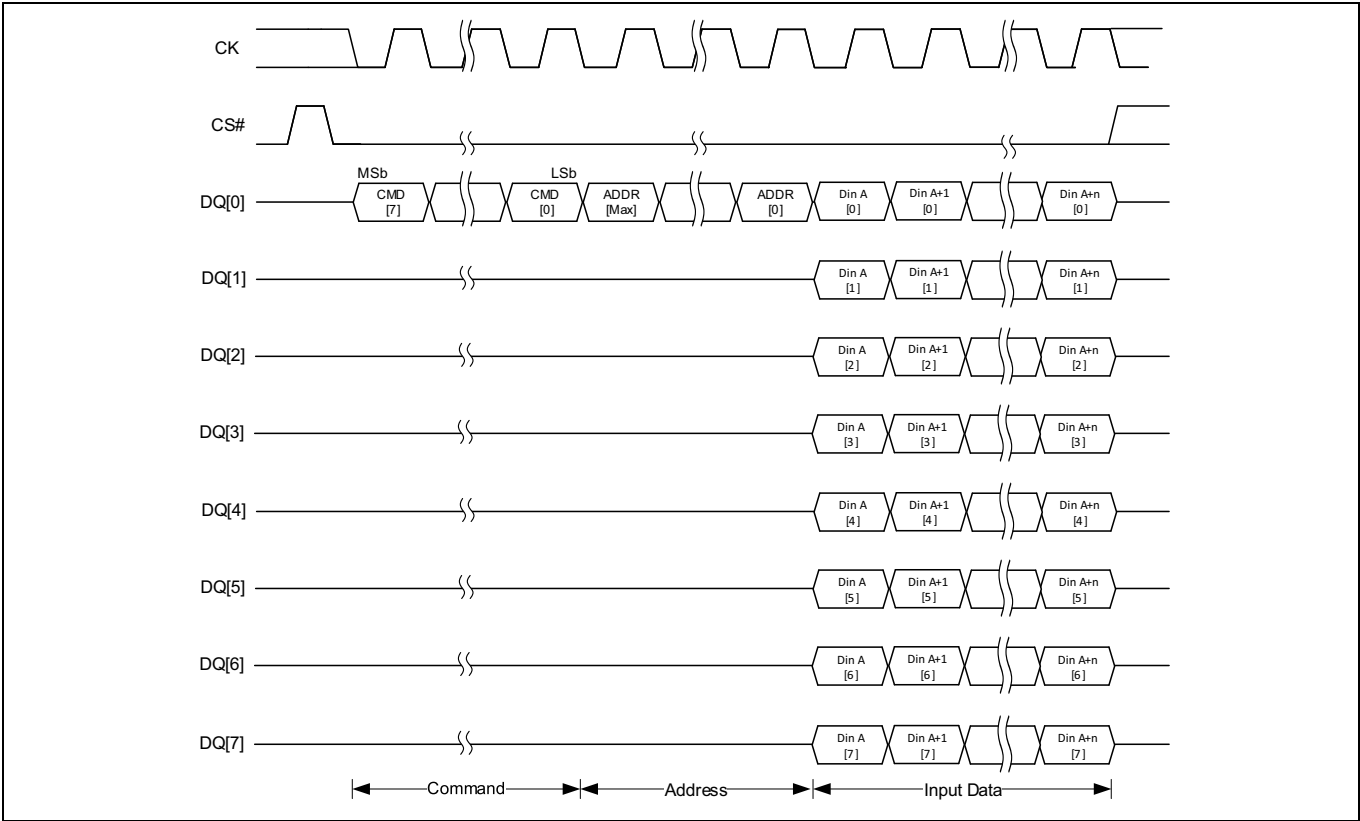 CK
CS#
MSb LSb
DQ[0] CMD CMD ADDR ADDR Din A Din A+1 Din A+n
[7] [0] [Max] [0] [0] [0] [0]
DQ[1] Din A Din A+1 Din A+n
[1] [1] [1]
DQ[2] Din A Din A+1 Din A+n
[2] [2] [2]
DQ[3] Din A Din A+1 Din A+n
[3] [3] [3]
DQ[4] Din A Din A+1 Din A+n
[4] [4] [4]
DQ[5] Din A Din A+1 Din A+n
[5] [5] [5]
DQ[6] Din A Din A+1 Din A+n
[6] [6] [6]
DQ[7] Din A Din A+1 Din A+n
[7] [7] [7]
Command Address Input Data